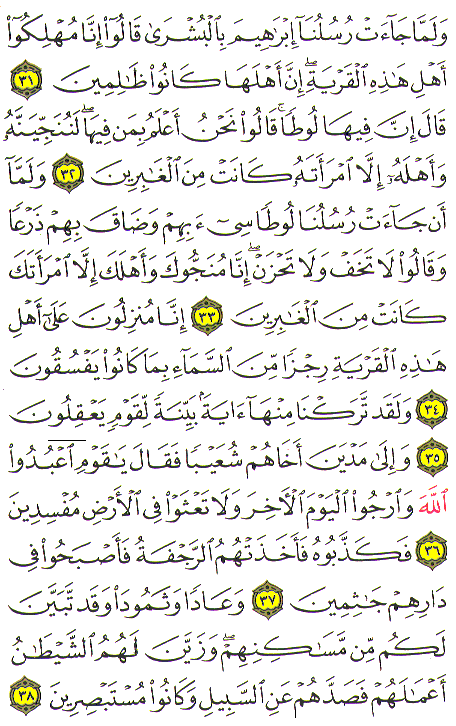 وَلَمَّا جَآءَتۡ رُسُلُنَآ إِبۡرَٰهِيمَ بِٱلۡبُشۡرَىٰ قَالُوٓاْ إِنَّا مُهۡلِكُوٓاْ
أَهۡلِ هَٰذِهِ ٱلۡقَرۡيَةِۖ إِنَّ أَهۡلَهَا كَانُواْ ظَٰلِمِينَ ٣١
قَالَ إِنَّ فِيهَا لُوطٗاۚ قَالُواْ نَحۡنُ أَعۡلَمُ بِمَن فِيهَاۖ لَنُنَجِّيَنَّهُۥ
وَأَهۡلَهُۥٓ إِلَّا ٱمۡرَأَتَهُۥ كَانَتۡ مِنَ ٱلۡغَٰبِرِينَ ٣٢ وَلَمَّآ
أَن جَآءَتۡ رُسُلُنَا لُوطٗا سِيٓءَ بِهِمۡ وَضَاقَ بِهِمۡ ذَرۡعٗا
وَقَالُواْ لَا تَخَفۡ وَلَا تَحۡزَنۡ إِنَّا مُنَجُّوكَ وَأَهۡلَكَ إِلَّا ٱمۡرَأَتَكَ
كَانَتۡ مِنَ ٱلۡغَٰبِرِينَ ٣٣ إِنَّا مُنزِلُونَ عَلَىٰٓ أَهۡلِ
هَٰذِهِ ٱلۡقَرۡيَةِ رِجۡزٗا مِّنَ ٱلسَّمَآءِ بِمَا كَانُواْ يَفۡسُقُونَ
٣٤ وَلَقَد تَّرَكۡنَا مِنۡهَآ ءَايَةَۢ بَيِّنَةٗ لِّقَوۡمٖ يَعۡقِلُونَ
٣٥ وَإِلَىٰ مَدۡيَنَ أَخَاهُمۡ شُعَيۡبٗا فَقَالَ يَٰقَوۡمِ ٱعۡبُدُواْ
ٱللَّهَ وَٱرۡجُواْ ٱلۡيَوۡمَ ٱلۡأٓخِرَ وَلَا تَعۡثَوۡاْ فِي ٱلۡأَرۡضِ مُفۡسِدِينَ
٣٦ فَكَذَّبُوهُ فَأَخَذَتۡهُمُ ٱلرَّجۡفَةُ فَأَصۡبَحُواْ فِي
دَارِهِمۡ جَٰثِمِينَ ٣٧ وَعَادٗا وَثَمُودَاْ وَقَد تَّبَيَّنَ
لَكُم مِّن مَّسَٰكِنِهِمۡۖ وَزَيَّنَ لَهُمُ ٱلشَّيۡطَٰنُ
أَعۡمَٰلَهُمۡ فَصَدَّهُمۡ عَنِ ٱلسَّبِيلِ وَكَانُواْ مُسۡتَبۡصِرِينَ ٣٨